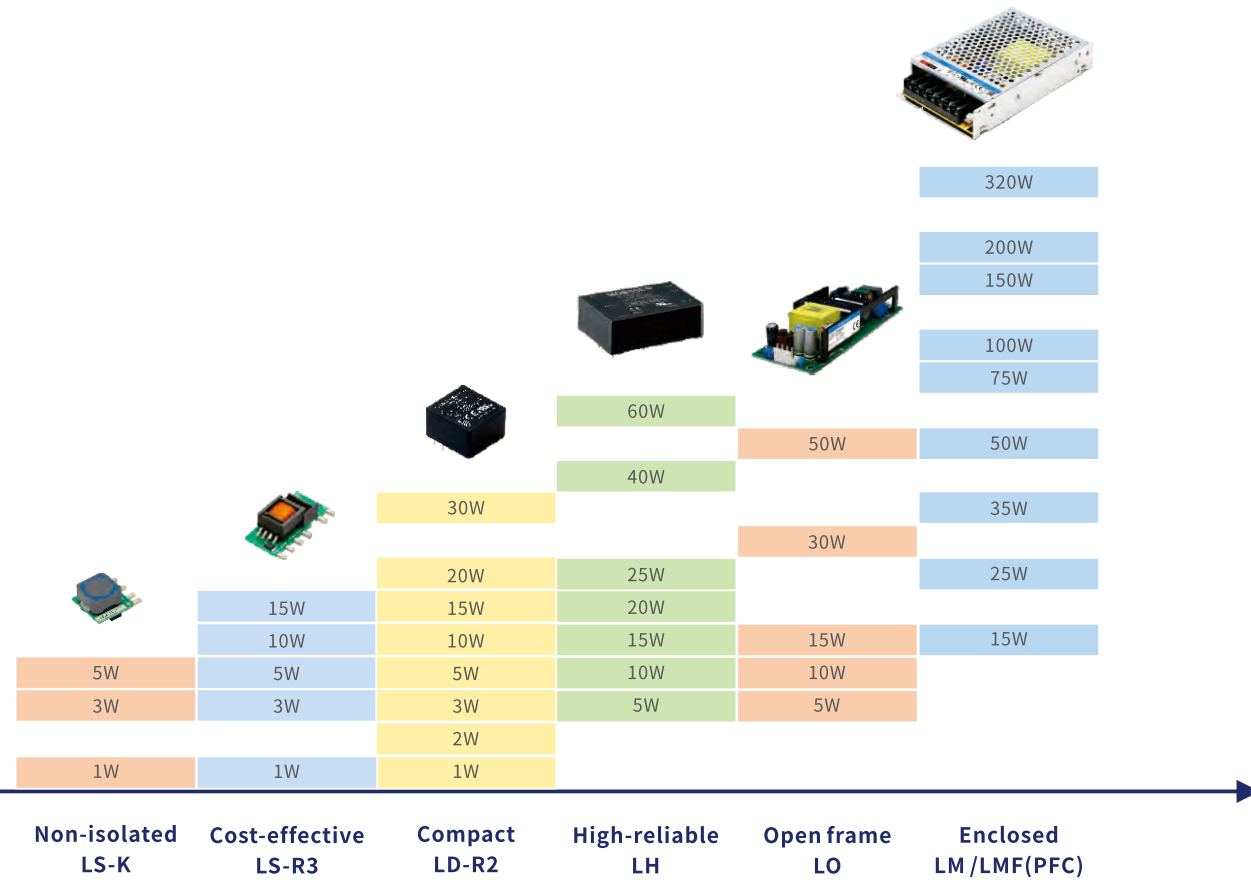 320W
200W
150W
100W
75W
60W
50W 50W
40W
30W 35W
30W
20W 25W 25W
15W 15W 20W
10W 10W 15W 15W 15W
5W 5W 5W 10W 10W
3W 3W 3W 5W 5W
2W
1W 1W 1W
Non-isolated Cost-effective Compact High-reliable Open frame Enclosed
LS-K LS-R3 LD-R2 LH LO LM/LMF(PFC)